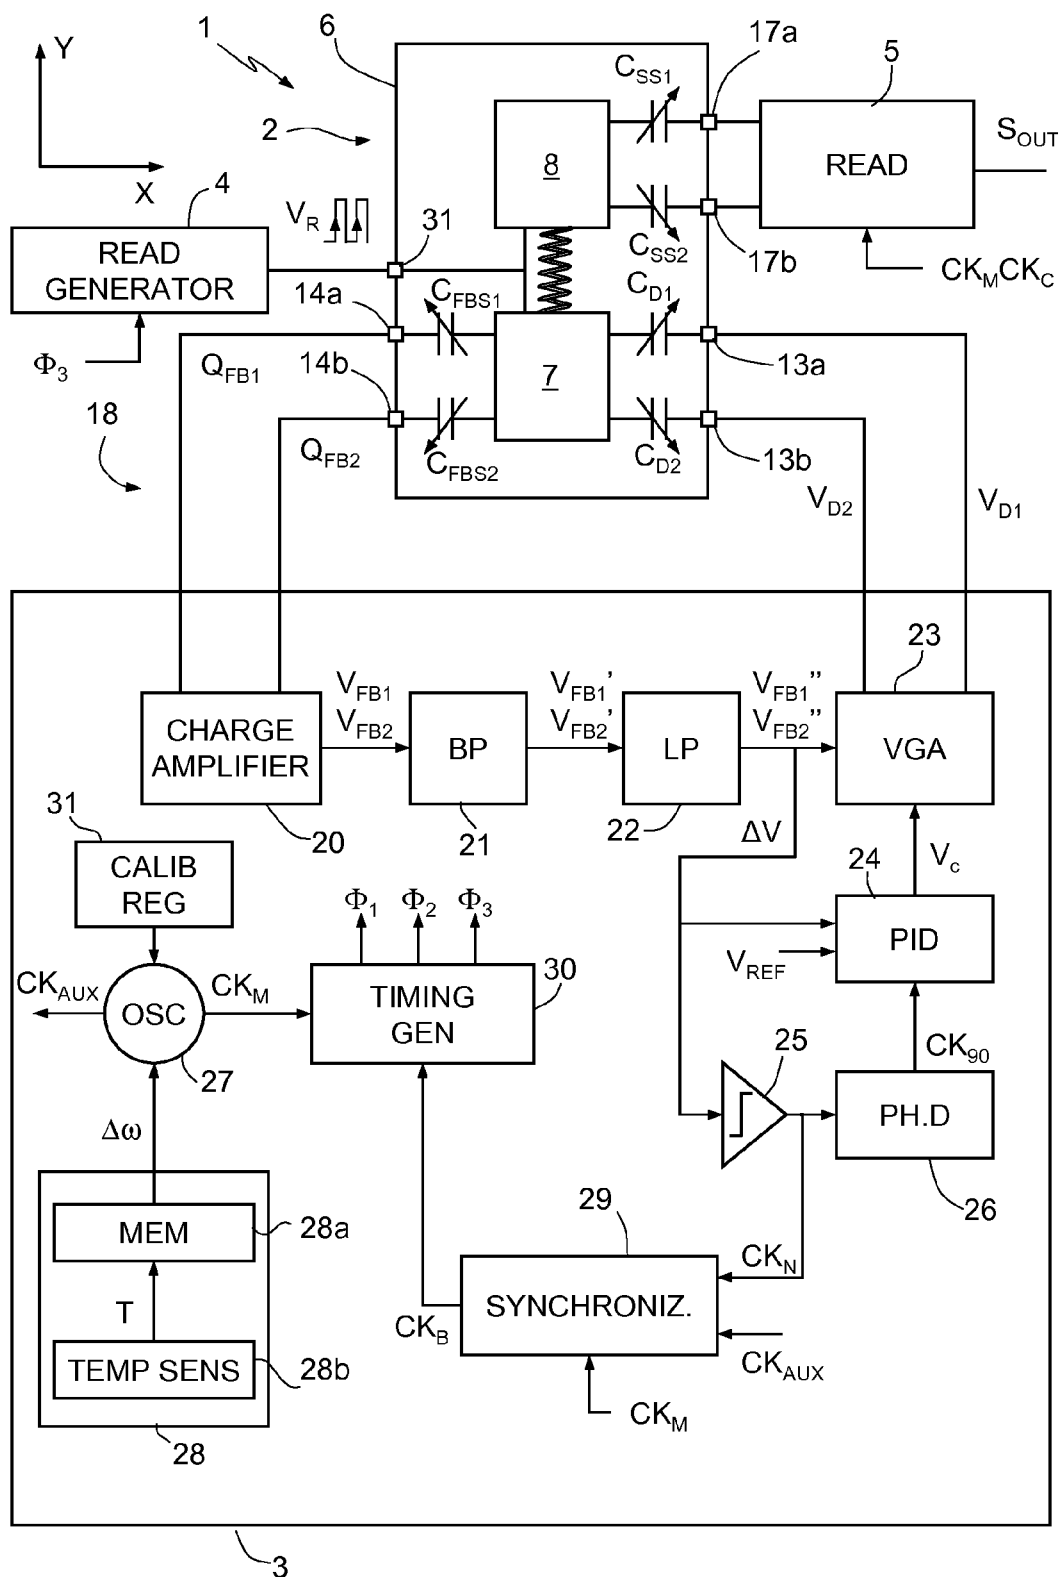 1
6
17a
5
Y
X
2
C_SS1
8
READ
S_OUT
4
V_R
31
C_SS2
17b
CK_M CK_C
READ
GENERATOR
14a
C_FBS1
C_D1
Φ3
Q_FB1
14b
7
13a
18
Q_FB2
C_FBS2
C_D2
13b
V_D2
V_D1
23
V_FB1
V_FB2
V_FB1’
V_FB2’
V_FB1’’
V_FB2’’
CHARGE
AMPLIFIER
BP
LP
VGA
20
21
22
ΔV
31
CALIB
REG
24
V_c
Φ1
Φ2
Φ3
PID
V_REF
CK_AUX
OSC
CK_M
TIMING
GEN
30
27
25
CK_90
PH.D
Δω
26
29
MEM
28a
CK_N
SYNCHRONIZ.
T
CK_B
TEMP SENS
28b
CK_AUX
CK_M
28
3